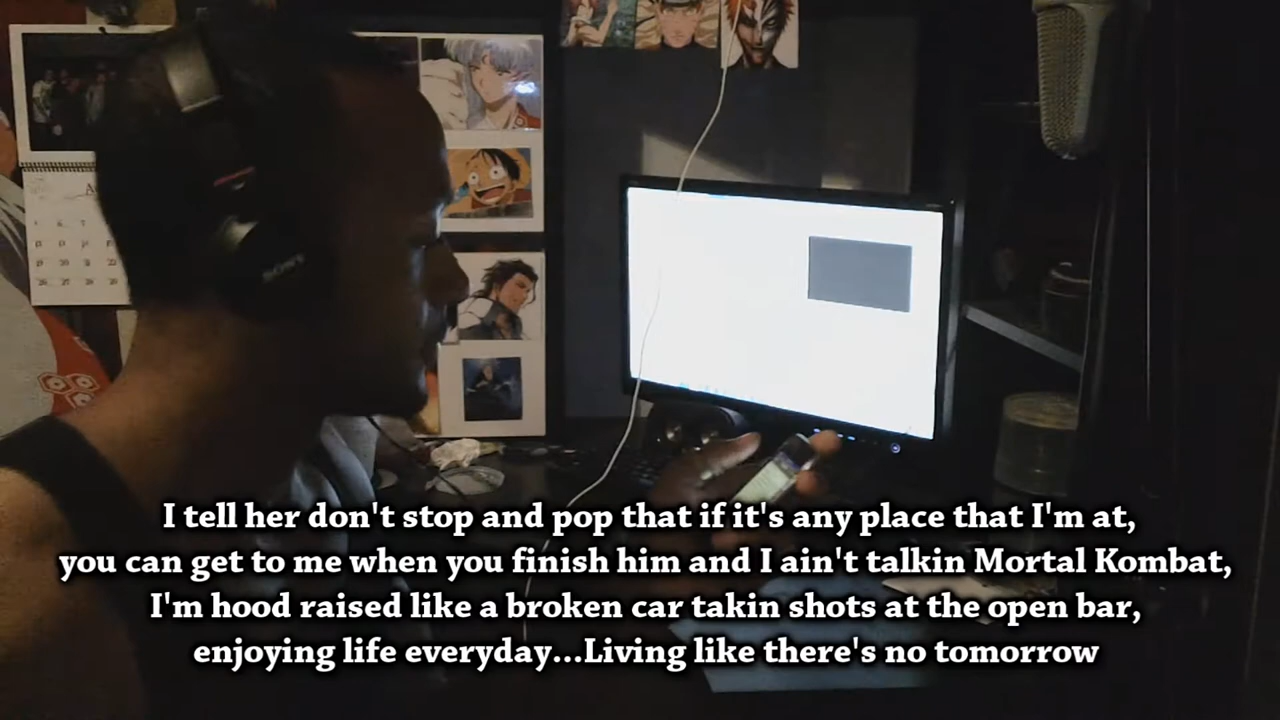 SONY
I tell her don't stop and pop that if it's any place that I'm at,
you can get to me when you finish him and I ain't talkin Mortal Kombat,
I'm hood raised like a broken car takin shots at the open bar,
enjoying life everyday...Living like there's no tomorrow